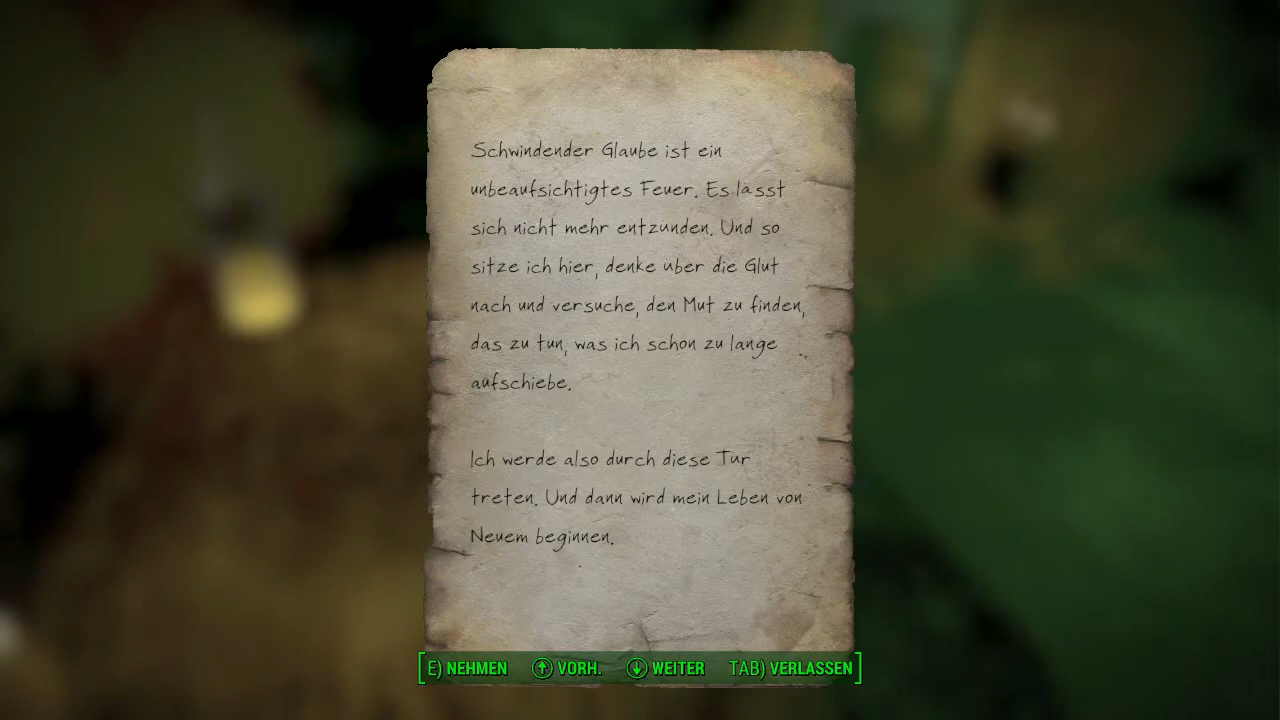 Schwindender Glaube ist ein
unbeaufsichtigtes Feuer. Es lässt
sich nicht mehr entzünden. Und so
sitze ich hier, denke über die Glut
nach und versuche, den Mut zu finden,
das zu tun, was ich schon zu lange
aufschiebe.
Ich werde also durch diese Tür
treten. Und dann wird mein Leben von
Neuem beginnen.
E) NEHMEN VORH. WEITER TAB) VERLASSEN